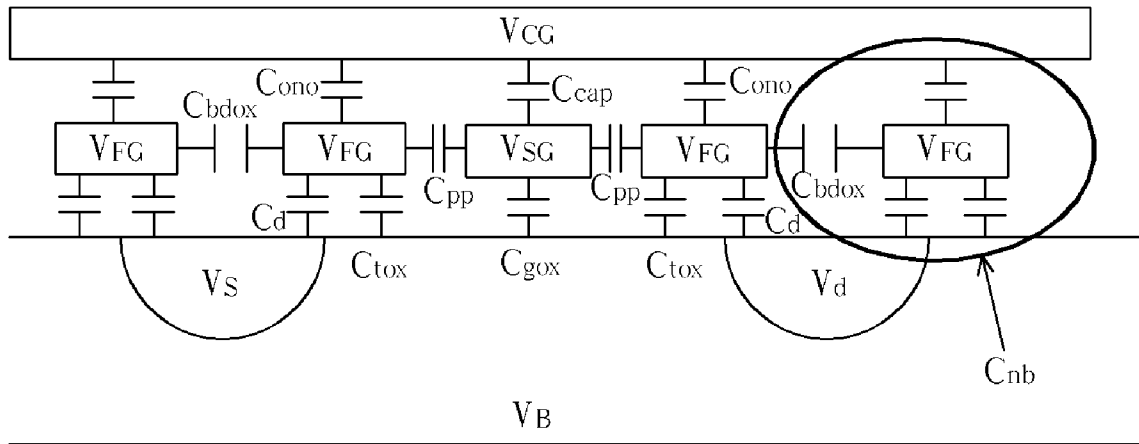 VCG
Cono Ccap Cono
Cbdox
VFG VFG VSG VFG VFG
Cpp Cpp Cbdox
Cd Cd
Ctox Cgox Ctox
VS Vd
Cnb
VB